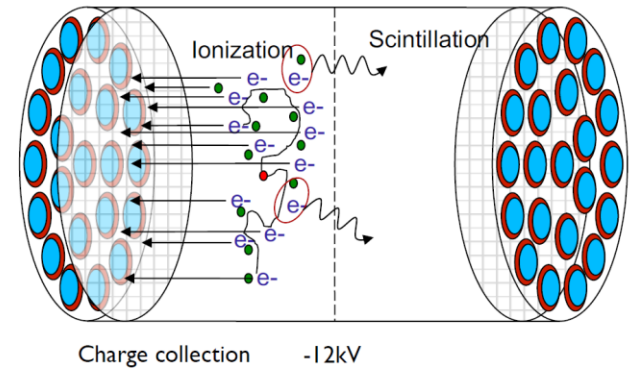 Scintillation
Ionization
e- e-
e-
e-
e-
e-
e-
e-
e-
e-
e-
e-
e-
Charge collection -12kV